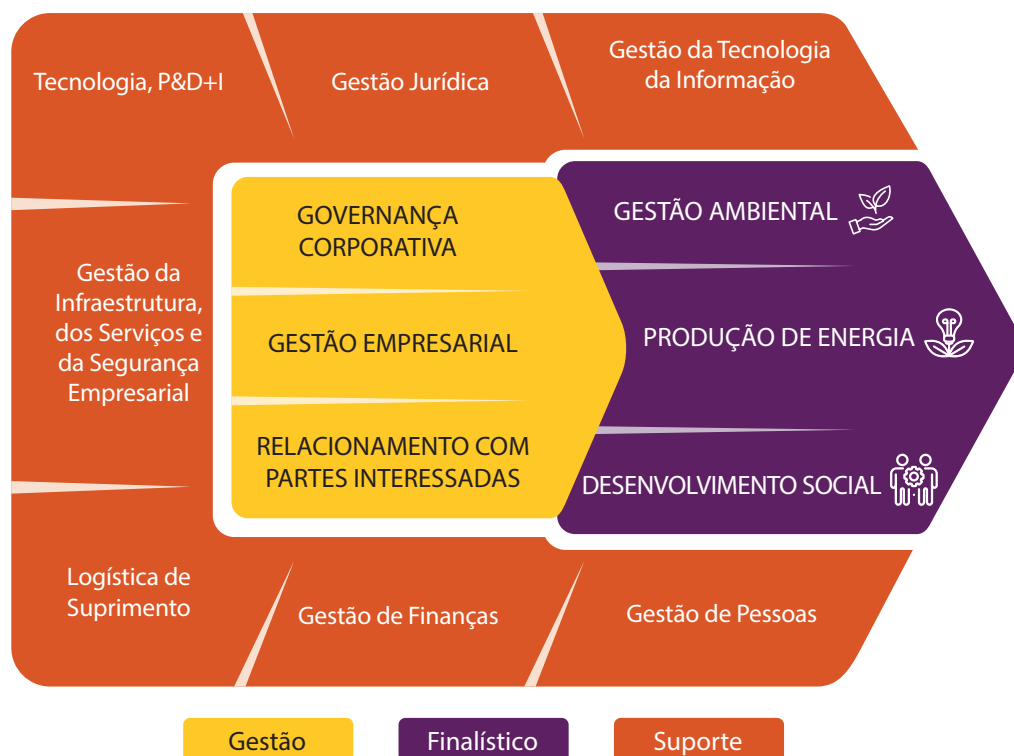 Tecnologia, P&D+I
Gestão Jurídica
Gestão da Tecnologia
da Informação
GOVERNANÇA
CORPORATIVA
GESTÃO AMBIENTAL
Gestão da
Infraestrutura,
dos Serviços e
da Segurança
Empresarial
GESTÃO EMPRESARIAL
PRODUÇÃO DE ENERGIA
RELACIONAMENTO COM
PARTES INTERESSADAS
DESENVOLVIMENTO SOCIAL
Logística de
Suprimento
Gestão de Finanças
Gestão de Pessoas
Gestão
Finalístico
Suporte